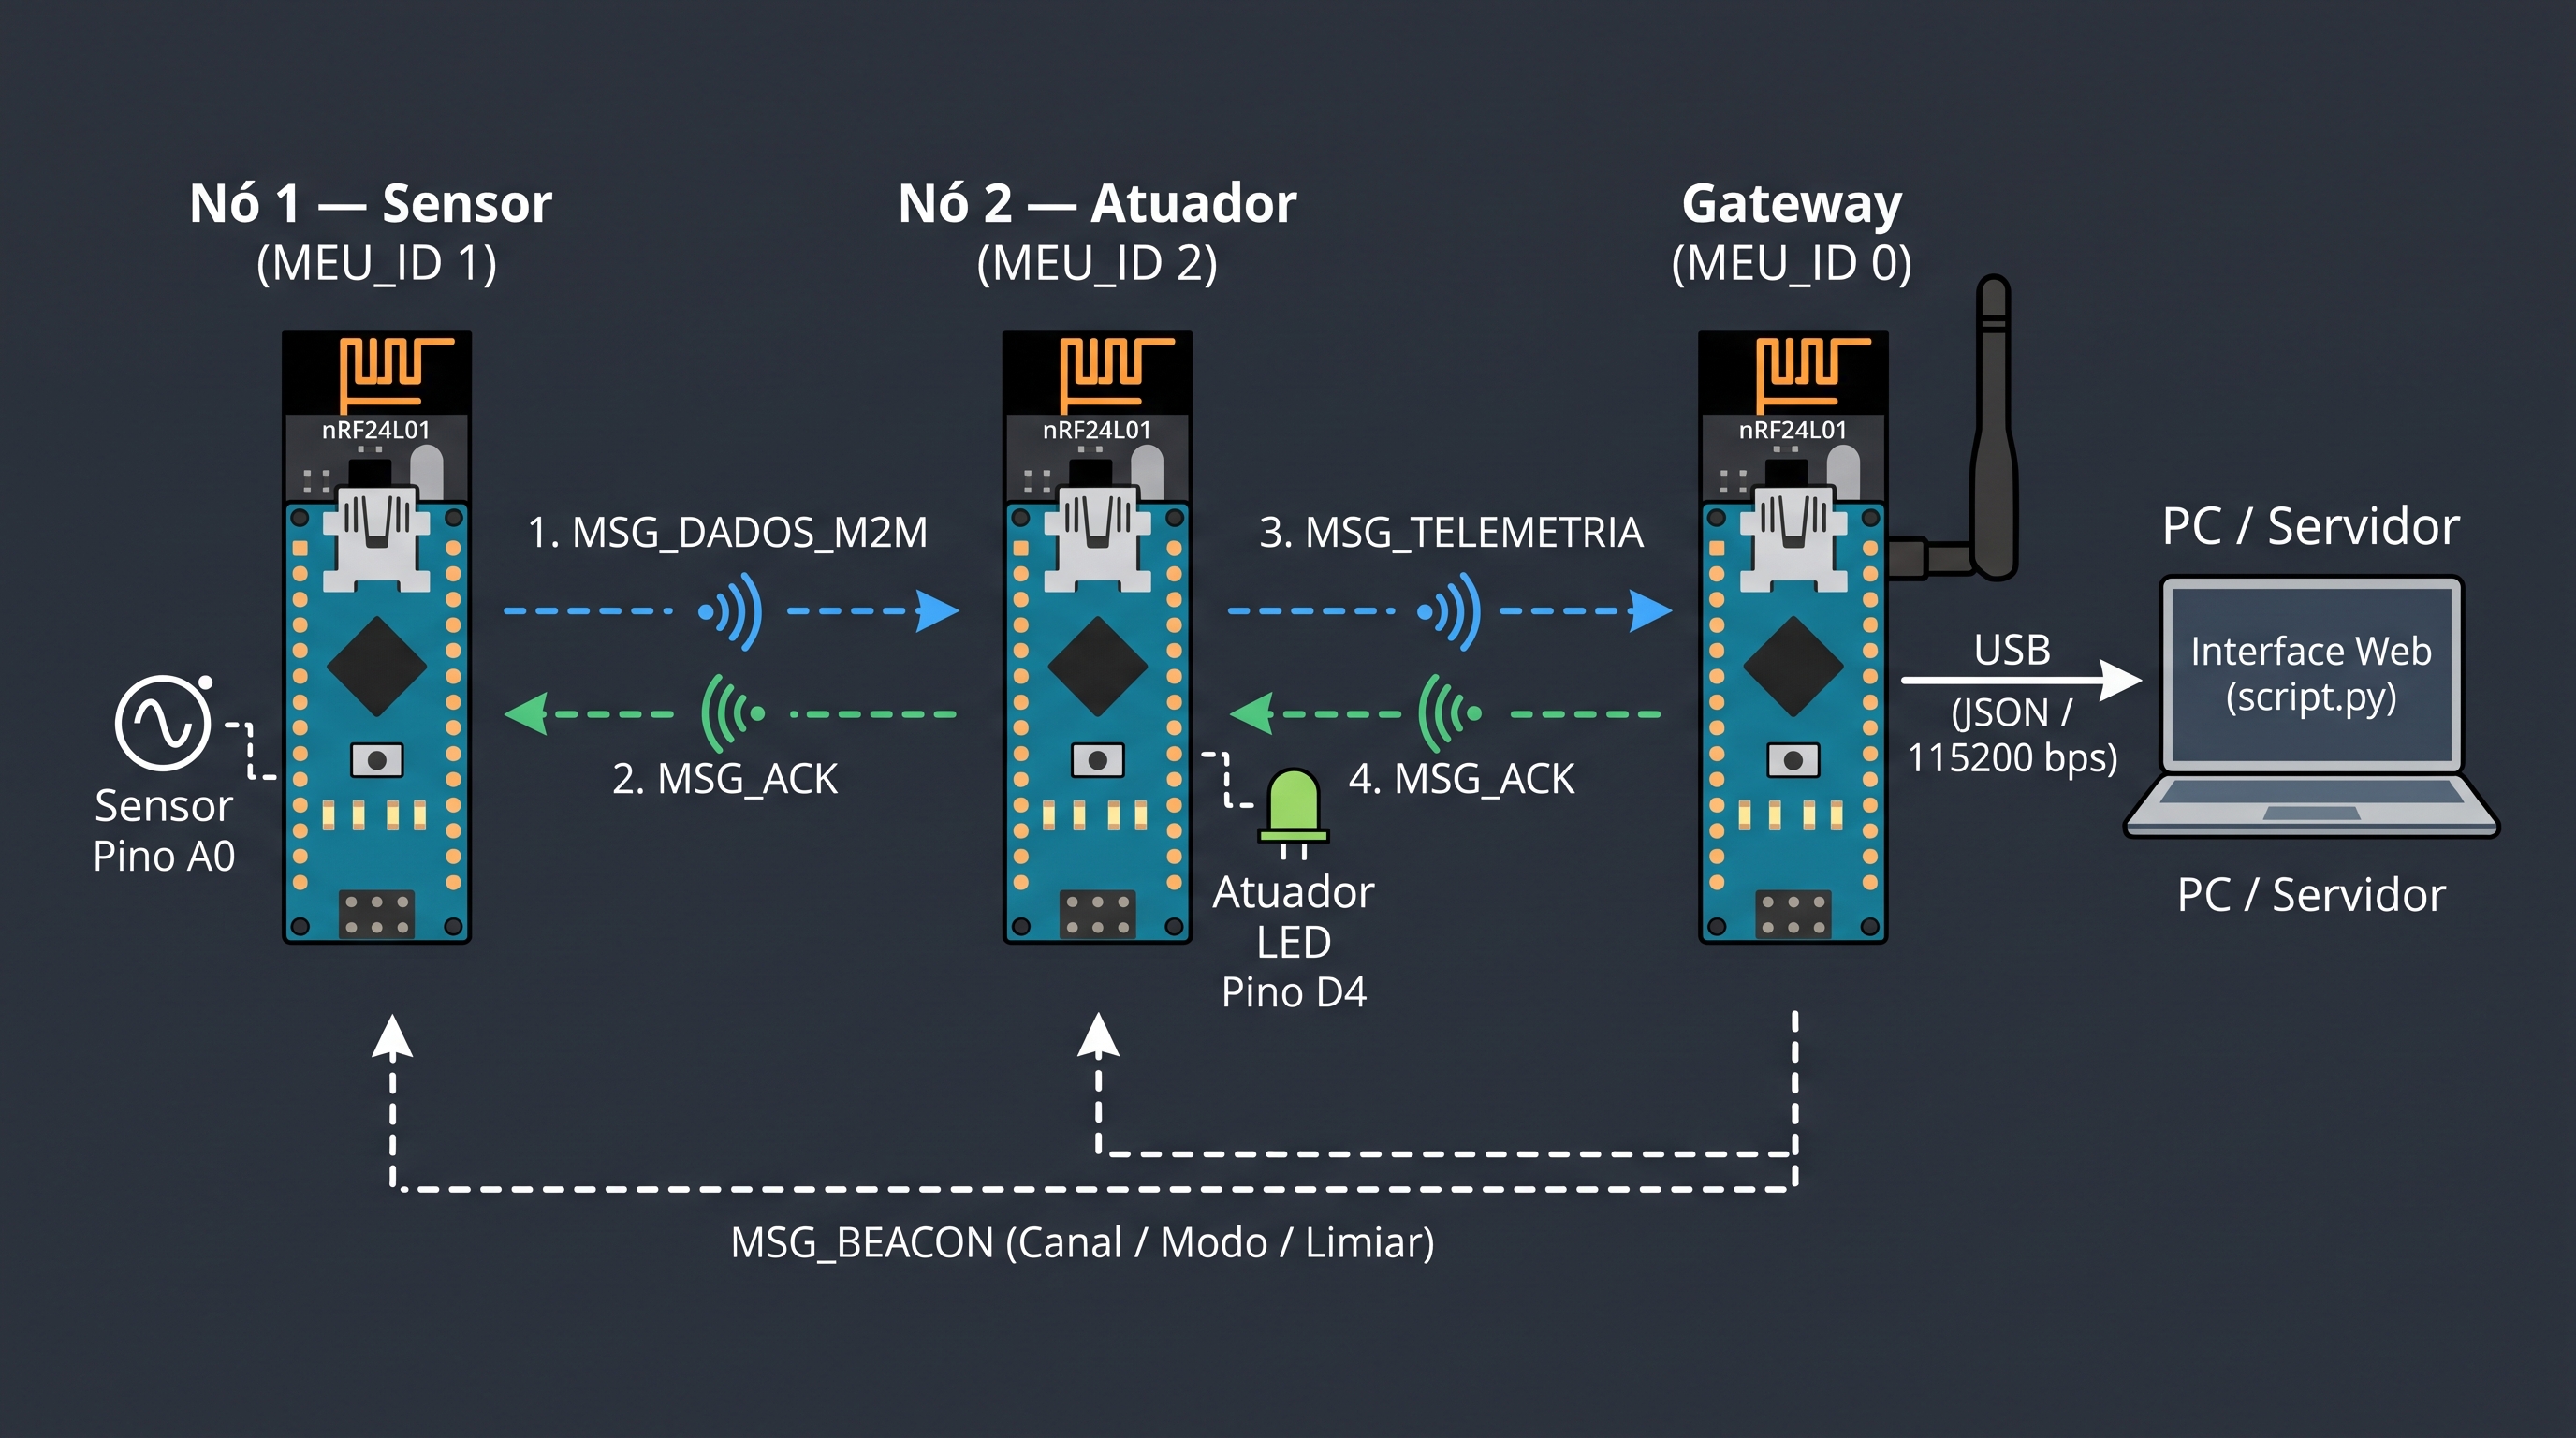 Nó 1 — Sensor
(MEU_ID 1)
Nó 2 — Atuador
(MEU_ID 2)
Gateway
(MEU_ID 0)
nRF24L01
nRF24L01
nRF24L01
1. MSG_DADOS_M2M
2. MSG_ACK
3. MSG_TELEMETRIA
4. MSG_ACK
Sensor
Pino A0
Atuador
LED
Pino D4
USB
(JSON /
115200 bps)
PC / Servidor
Interface Web
(script.py)
PC / Servidor
MSG_BEACON (Canal / Modo / Limiar)